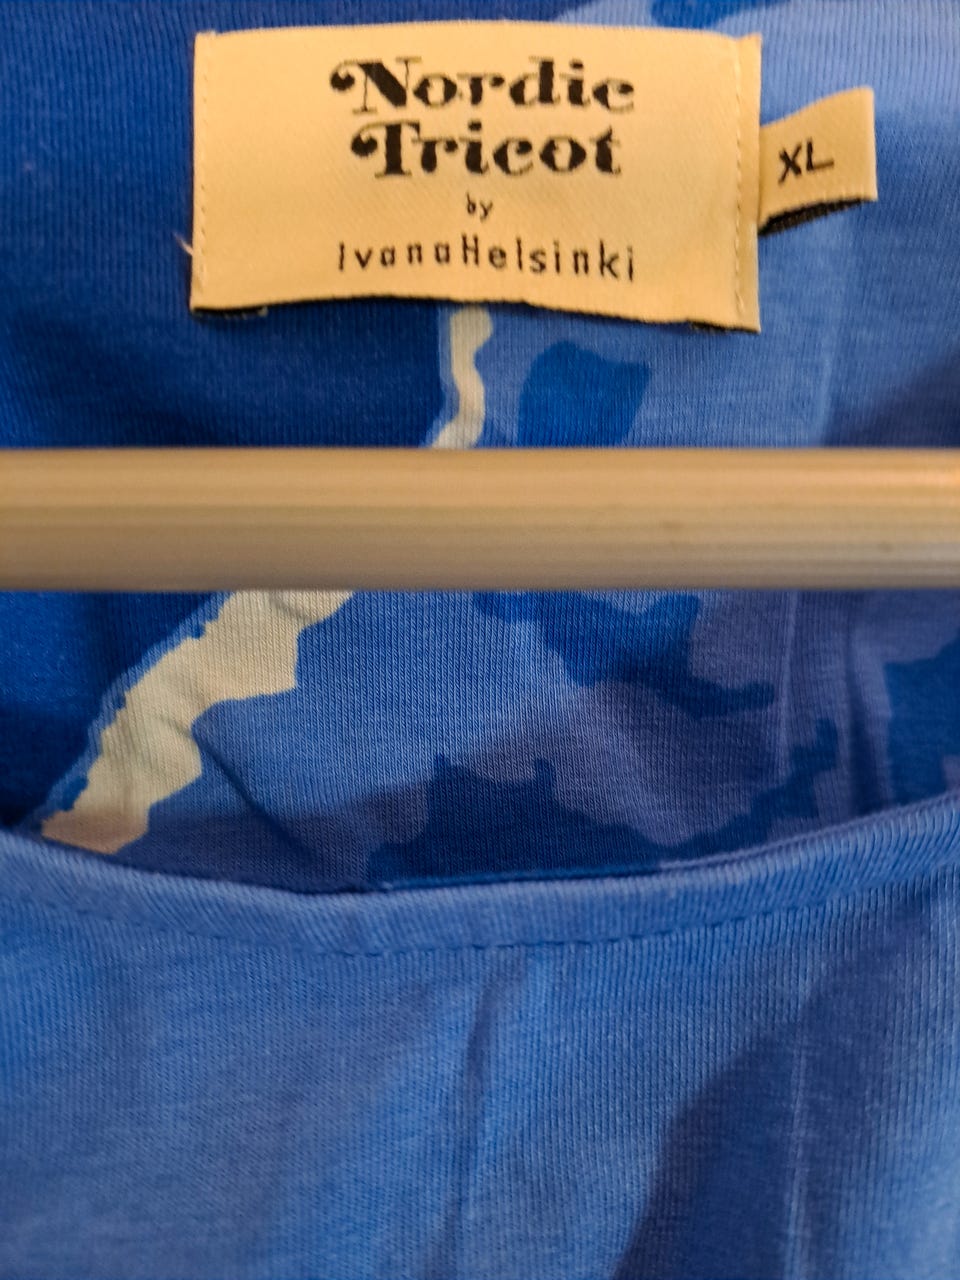 Nordic
Tricot
by
IvanaHelsinki
XL